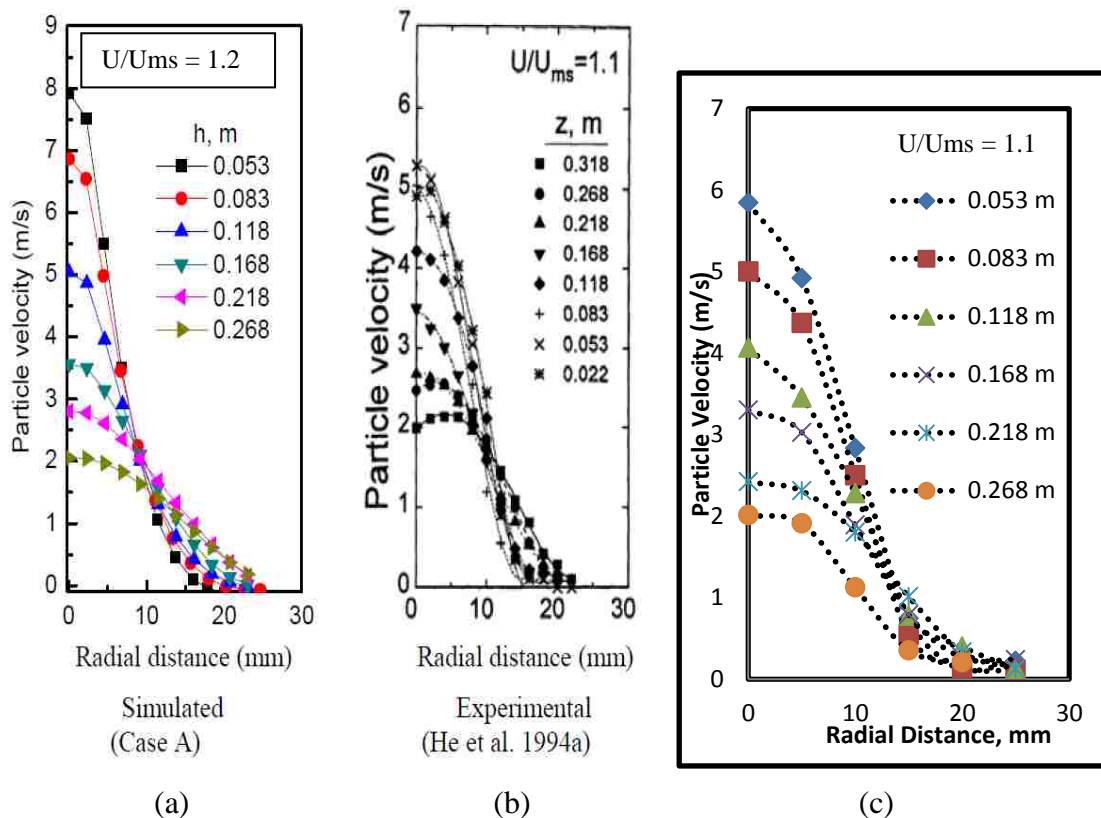 9
8
7
6
5
4
3
2
1
0
Particle velocity (m/s)
U/Ums = 1.2
h, m
0.053
0.083
0.118
0.168
0.218
0.268
0
10
20
30
Radial distance (mm)
Simulated
(Case A)
(a)
7
6
5
4
3
2
1
0
Particle velocity (m/s)
U/Ums=1.1
z, m
0.318
0.268
0.218
0.168
0.118
0.083
0.053
0.022
0
10
20
30
Radial distance (mm)
Experimental
(He et al. 1994a)
(b)
7
6
5
4
3
2
1
0
Particle Velocity (m/s)
U/Ums = 1.1
0.053 m
0.083 m
0.118 m
0.168 m
0.218 m
0.268 m
0
10
20
30
Radial Distance, mm
(c)